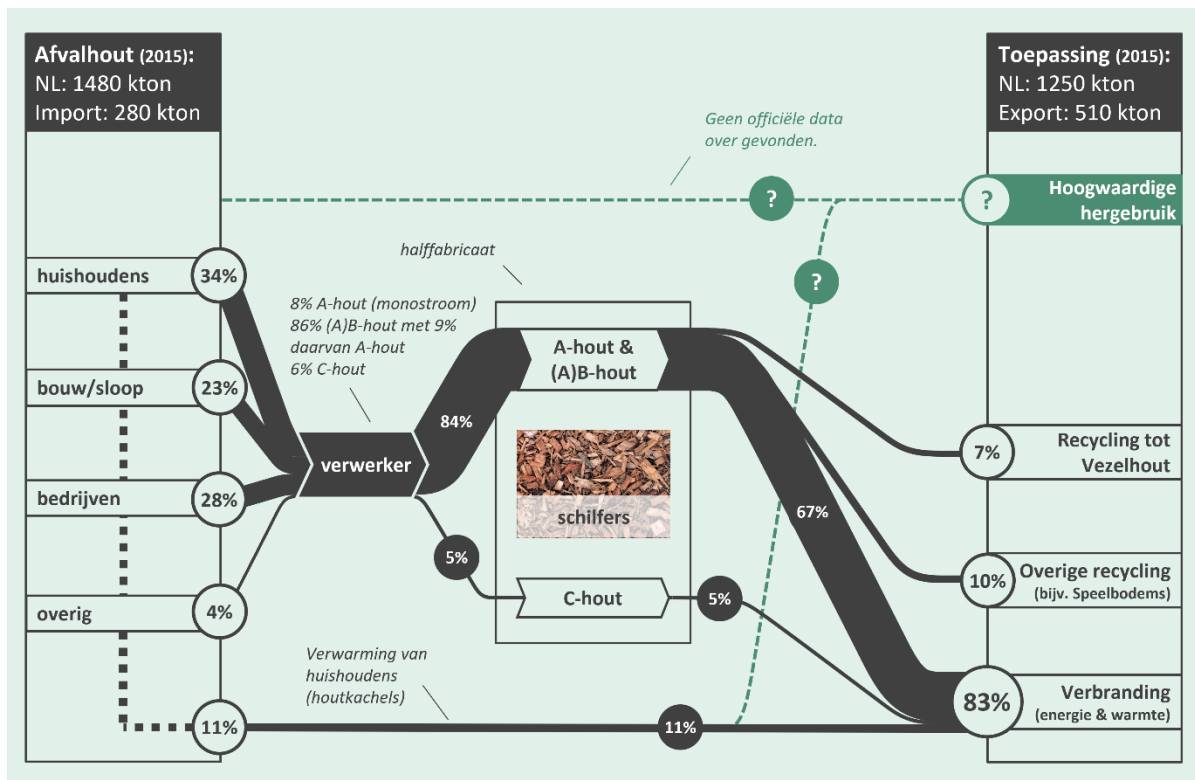 Afvalhout (2015):
NL: 1480 kton
Import: 280 kton
Toepassing (2015):
NL: 1250 kton
Export: 510 kton
Geen officiële data
over gevonden.
?
?
Hoogwaardige
hergebruik
?
halffabricaat
huishoudens
34%
8% A-hout (monostroom)
86% (A)B-hout met 9%
daarvan A-hout
6% C-hout
A-hout &
(A)B-hout
bouw/sloop
23%
84%
verwerker
7%
Recycling tot
Vezelhout
bedrijven
28%
schilfers
67%
5%
10%
Overige recycling
(bijv. Speelbodems)
overig
4%
C-hout
5%
Verwarming van
huishoudens
(houtkachels)
83%
Verbranding
(energie & warmte)
11%
11%